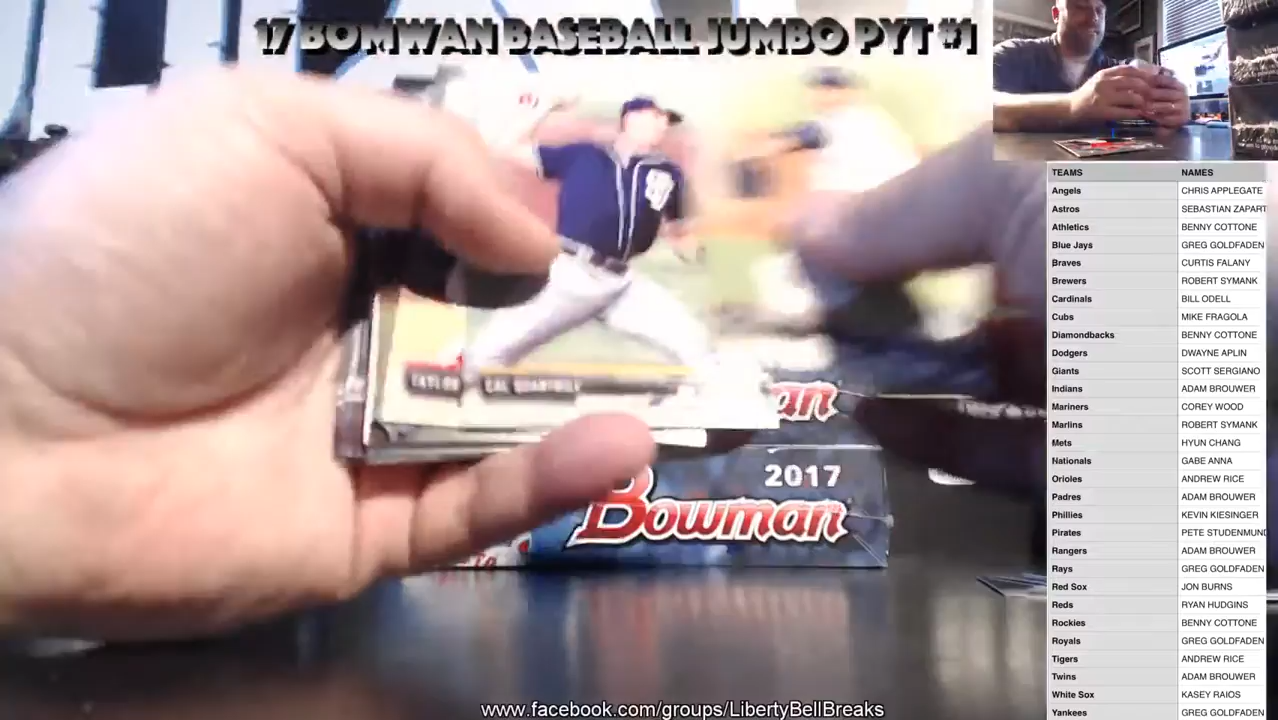 17 BOMWAN BASEBALL JUMBO PYT #1
TEAMS NAMES
Angels CHRIS APPLEGATE
Astros SEBASTIAN ZAPART
Athletics BENNY COTTONE
Blue Jays GREG GOLDFADEN
Braves CURTIS FALANY
Brewers ROBERT SYMANK
Cardinals BILL ODELL
Cubs MIKE FRAGOLA
Diamondbacks BENNY COTTONE
Dodgers DWAYNE APLIN
Giants SCOTT SERGIANO
Indians ADAM BROUWER
Mariners COREY WOOD
Marlins ROBERT SYMANK
Mets HYUN CHANG
Nationals GABE ANNA
Orioles ANDREW RICE
Padres ADAM BROUWER
Phillies KEVIN KIESINGER
Pirates PETE STUDENMUND
Rangers ADAM BROUWER
Rays GREG GOLDFADEN
Red Sox JON BURNS
Reds RYAN HUDGINS
Rockies BENNY COTTONE
Royals GREG GOLDFADEN
Tigers ANDREW RICE
Twins ADAM BROUWER
White Sox KASEY RAIOS
Yankees GREG GOLDFADEN
CAL QUANTRILL
an
2017
Bowman
www.facebook.com/groups/LibertyBellBreaks